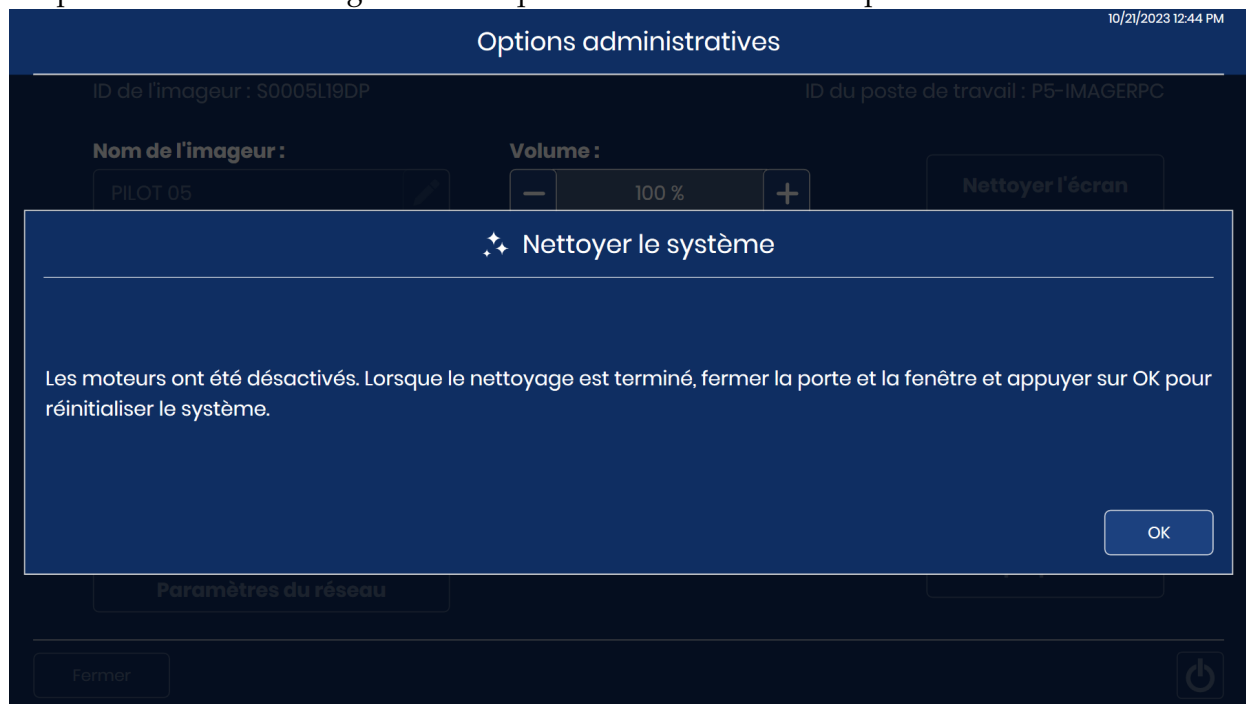 10/21/2023 12:44 PM
Options administratives
ID de l'imageur : S0005L19DP
ID du poste de travail : P5-IMAGERPC
Nom de l'imageur :
Volume :
PILOT 05
100 %
Nettoyer l'écran
Nettoyer le système
Les moteurs ont été désactivés. Lorsque le nettoyage est terminé, fermer la porte et la fenêtre et appuyer sur OK pour
réinitialiser le système.
OK
Paramètres du réseau
Fermer